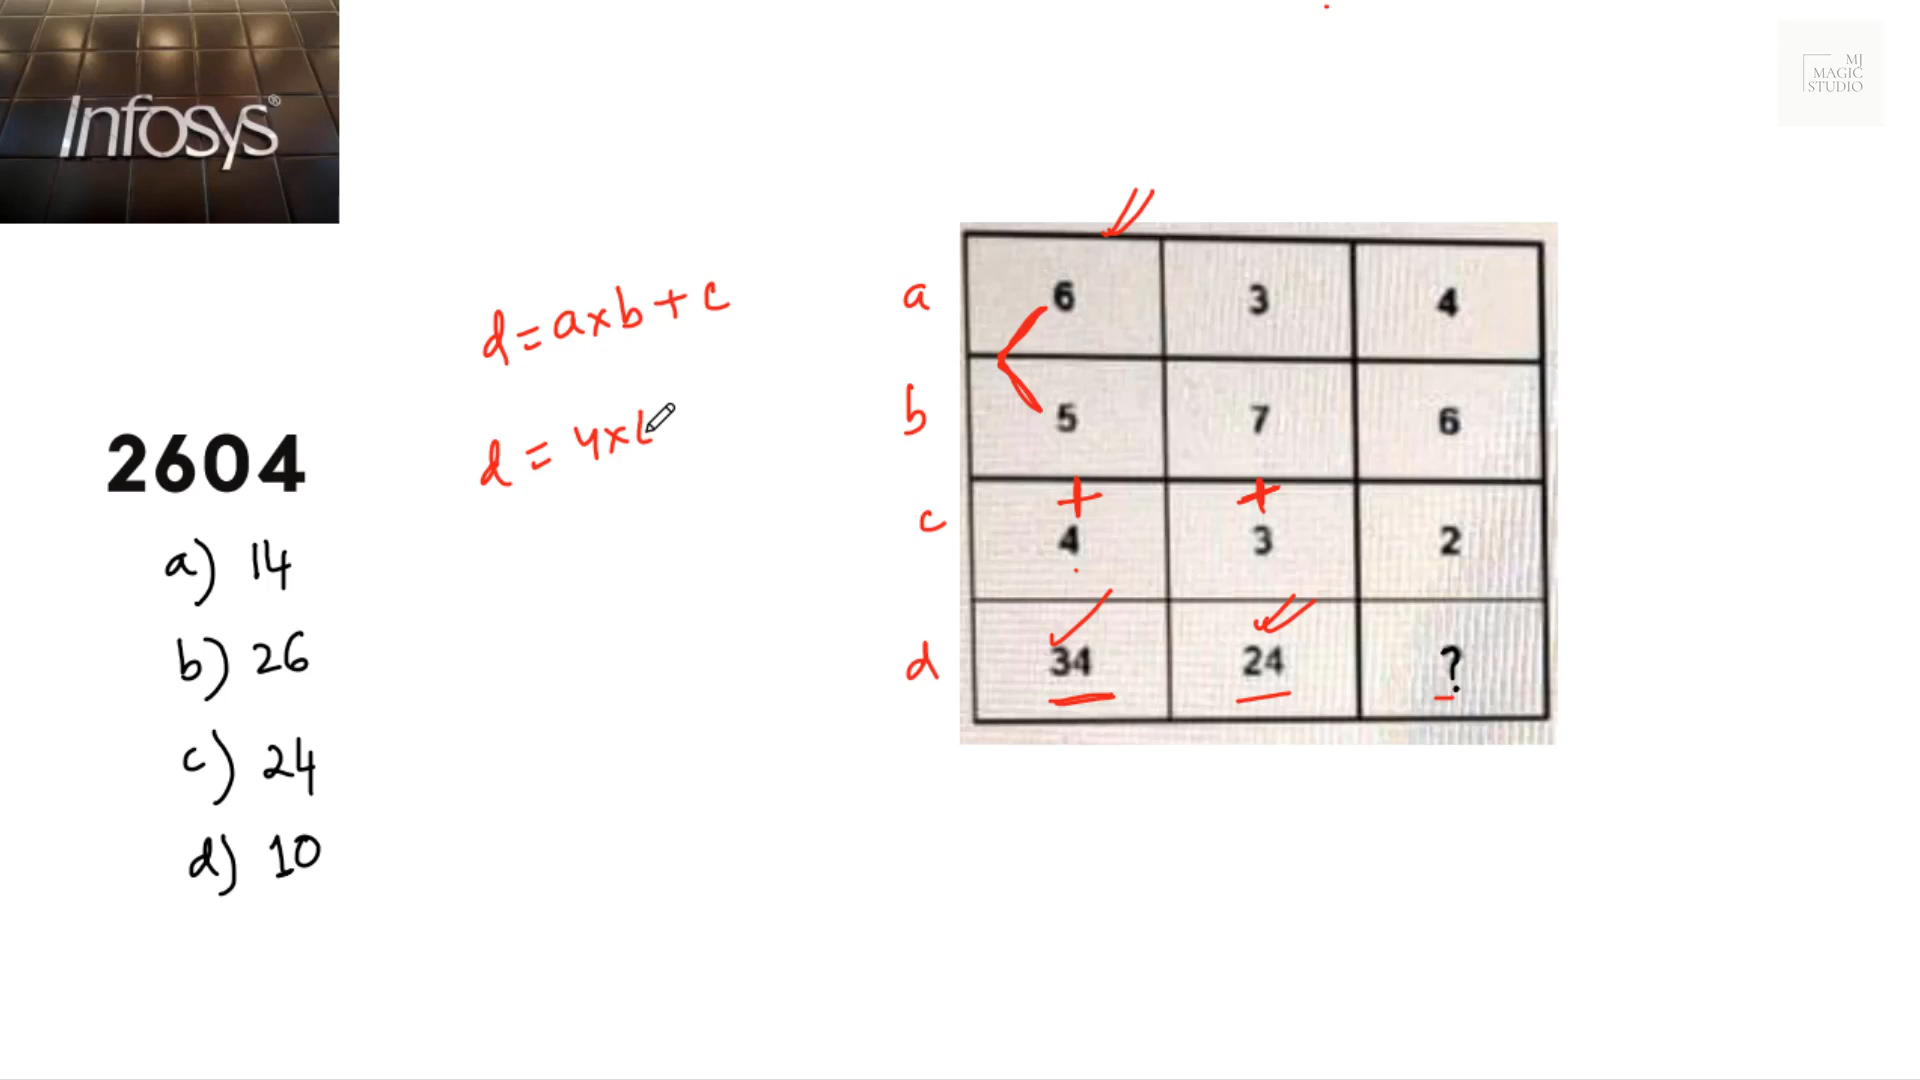 Infosys®
MJ
MAGIC
STUDIO
d = a x b + c
d = 4 x
2604
a) 14
b) 26
c) 24
d) 10
a 6 3 4
b 5 7 6
+ +
c 4 3 2
d 34 24 ?